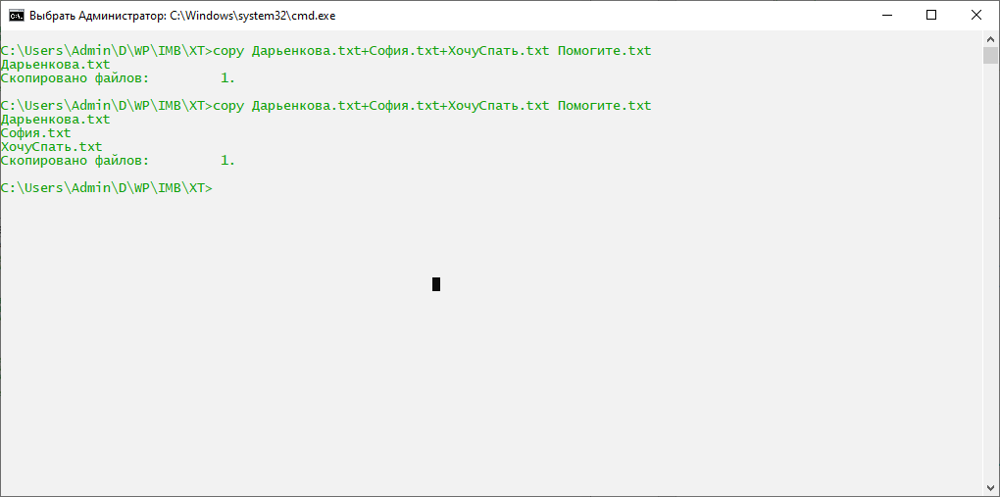 Выбрать Администратор: C:\Windows\system32\cmd.exe
C:\Users\Admin\D\WP\IMB\XT>copy Дарьенкова.txt+София.txt+ХочуСпать.txt Помогите.txt
Дарьенкова.txt
Скопировано файлов:         1.
C:\Users\Admin\D\WP\IMB\XT>copy Дарьенкова.txt+София.txt+ХочуСпать.txt Помогите.txt
Дарьенкова.txt
София.txt
ХочуСпать.txt
Скопировано файлов:         1.
C:\Users\Admin\D\WP\IMB\XT>